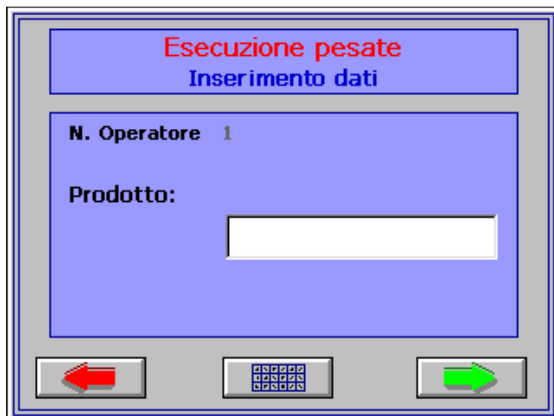 Esecuzione pesate
Inserimento dati
N. Operatore 1
Prodotto: